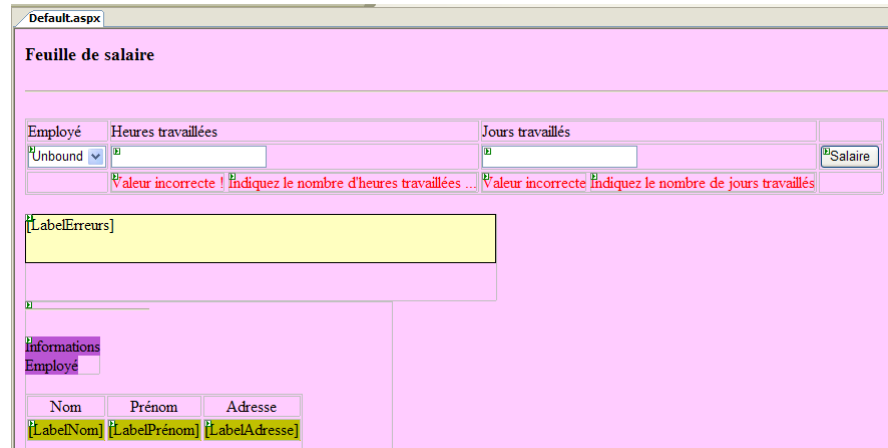 Default.aspx
Feuille de salaire
Employé Heures travaillées Jours travaillés
Unbound Salaire
Valeur incorrecte ! Indiquez le nombre d'heures travaillées ... Valeur incorrecte Indiquez le nombre de jours travaillés
[LabelErreurs]
Informations
Employé
Nom Prénom Adresse
[LabelNom] [LabelPrénom] [LabelAdresse]